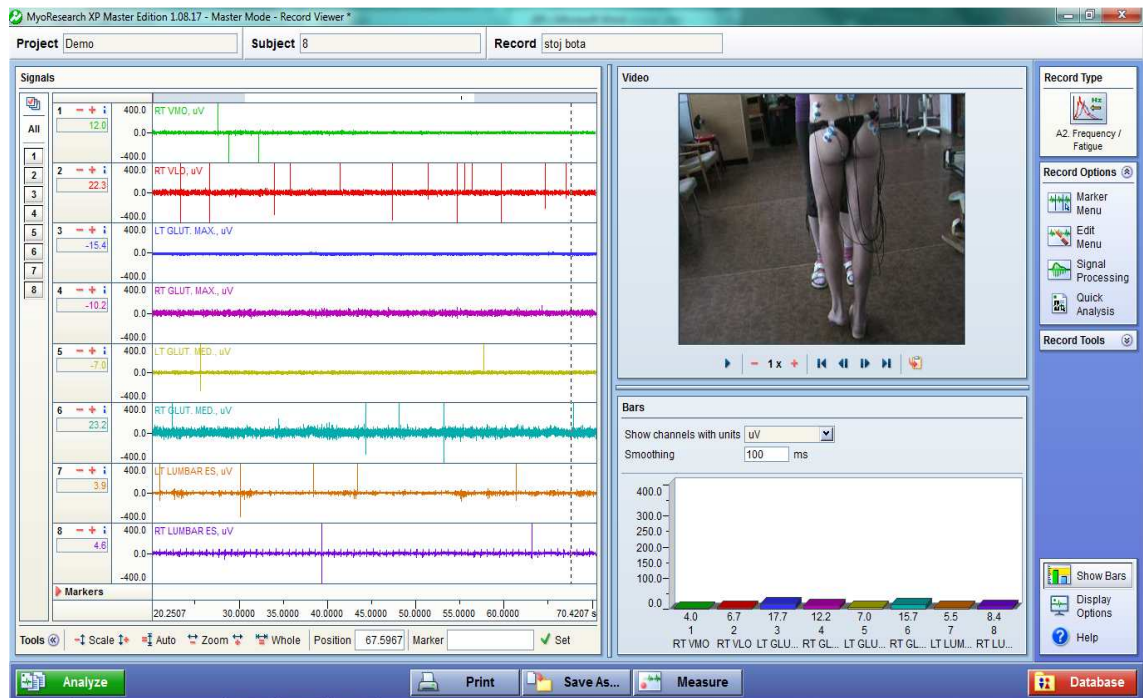 MyoResearch XP Master Edition 1.08.17 - Master Mode - Record Viewer *
Project Demo Subject 8 Record stoj bota
Signals
All
1
2
3
4
5
6
7
8
1 - + i 400.0 RT VMO, uV
12.0 0.0
-400.0
2 - + i 400.0 RT VLO, uV
22.3 0.0
-400.0
3 - + i 400.0 LT GLUT. MAX., uV
-15.4 0.0
-400.0
4 - + i 400.0 RT GLUT. MAX., uV
-10.2 0.0
-400.0
5 - + i 400.0 LT GLUT. MED., uV
-7.0 0.0
-400.0
6 - + i 400.0 RT GLUT. MED., uV
23.2 0.0
-400.0
7 - + i 400.0 LT LUMBAR ES, uV
3.9 0.0
-400.0
8 - + i 400.0 RT LUMBAR ES, uV
4.6 0.0
-400.0
Markers
20.2507 30.0000 35.0000 40.0000 45.0000 50.0000 55.0000 60.0000 70.4207 s
Tools Scale Auto Zoom Whole Position 67.5967 Marker Set
Video
- 1 x +
Bars
Show channels with units uV
Smoothing 100 ms
400.0
300.0
250.0
200.0
150.0
100.0
0.0
4.0 6.7 17.7 12.2 7.0 15.7 5.5 8.4
1 2 3 4 5 6 7 8
RT VMO RT VLO LT GLU... RT GL... LT GLU... RT GL... LT LUM... RT LU...
Record Type
Hz
A2. Frequency /
Fatigue
Record Options
Marker
Menu
Edit
Menu
Signal
Processing
Quick
Analysis
Record Tools
Show Bars
Display
Options
Help
Analyze Print Save As... Measure Database